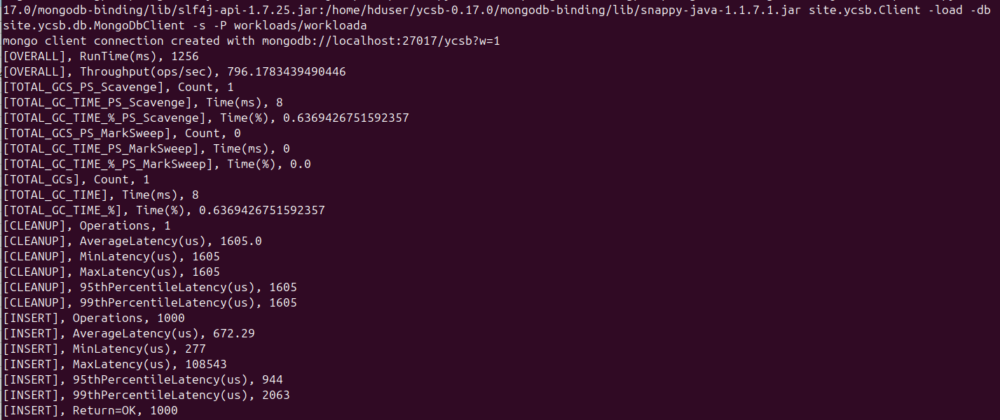 17.0/mongodb-binding/lib/slf4j-api-1.7.25.jar:/home/hduser/ycsb-0.17.0/mongodb-binding/lib/snappy-java-1.1.7.1.jar site.ycsb.Client -load -db
site.ycsb.db.MongoDbClient -s -P workloads/workloada
mongo client connection created with mongodb://localhost:27017/ycsb?w=1
[OVERALL], RunTime(ms), 1256
[OVERALL], Throughput(ops/sec), 796.1783439490446
[TOTAL_GCS_PS_Scavenge], Count, 1
[TOTAL_GC_TIME_PS_Scavenge], Time(ms), 8
[TOTAL_GC_TIME_%_PS_Scavenge], Time(%), 0.6369426751592357
[TOTAL_GCS_PS_MarkSweep], Count, 0
[TOTAL_GC_TIME_PS_MarkSweep], Time(ms), 0
[TOTAL_GC_TIME_%_PS_MarkSweep], Time(%), 0.0
[TOTAL_GCs], Count, 1
[TOTAL_GC_TIME], Time(ms), 8
[TOTAL_GC_TIME_%], Time(%), 0.6369426751592357
[CLEANUP], Operations, 1
[CLEANUP], AverageLatency(us), 1605.0
[CLEANUP], MinLatency(us), 1605
[CLEANUP], MaxLatency(us), 1605
[CLEANUP], 95thPercentileLatency(us), 1605
[CLEANUP], 99thPercentileLatency(us), 1605
[INSERT], Operations, 1000
[INSERT], AverageLatency(us), 672.29
[INSERT], MinLatency(us), 277
[INSERT], MaxLatency(us), 108543
[INSERT], 95thPercentileLatency(us), 944
[INSERT], 99thPercentileLatency(us), 2063
[INSERT], Return=OK, 1000